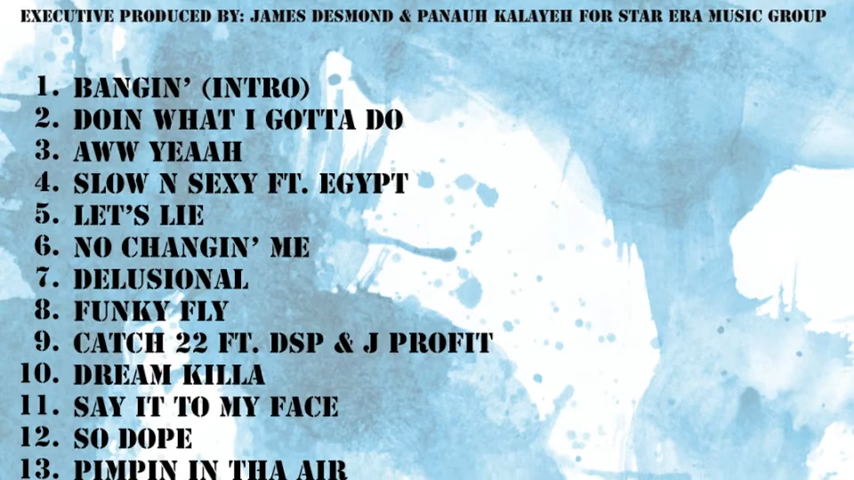 EXECUTIVE PRODUCED BY: JAMES DESMOND & PANAUH KALAYEH FOR STAR ERA MUSIC GROUP
1. BANGIN' (INTRO)
2. DOIN WHAT I GOTTA DO
3. AWW YEAAH
4. SLOW N SEXY FT. EGYPT
5. LET'S LIE
6. NO CHANGIN' ME
7. DELUSIONAL
8. FUNKY FLY
9. CATCH 22 FT. DSP & J PROFIT
10. DREAM KILLA
11. SAY IT TO MY FACE
12. SO DOPE
13. PIMPIN IN THA AIR